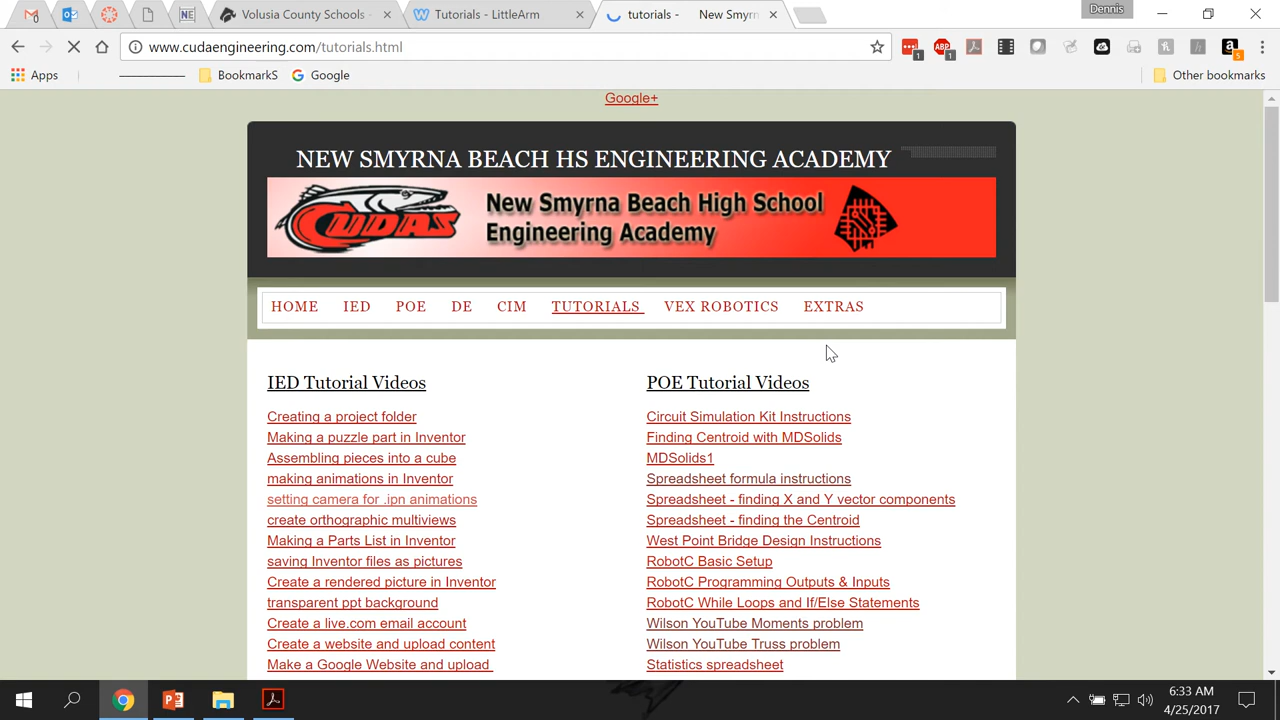 Volusia County Schools -
Tutorials - LittleArm
tutorials - New Smyrn
Dennis
www.cudaengineering.com/tutorials.html
1
ABP
1
5
Apps
BookmarkS
Google
Other bookmarks
Google+
NEW SMYRNA BEACH HS ENGINEERING ACADEMY
CUDAS
New Smyrna Beach High School
Engineering Academy
HOME IED POE DE CIM TUTORIALS VEX ROBOTICS EXTRAS
IED Tutorial Videos
Creating a project folder
Making a puzzle part in Inventor
Assembling pieces into a cube
making animations in Inventor
setting camera for .ipn animations
create orthographic multiviews
Making a Parts List in Inventor
saving Inventor files as pictures
Create a rendered picture in Inventor
transparent ppt background
Create a live.com email account
Create a website and upload content
Make a Google Website and upload
POE Tutorial Videos
Circuit Simulation Kit Instructions
Finding Centroid with MDSolids
MDSolids1
Spreadsheet formula instructions
Spreadsheet - finding X and Y vector components
Spreadsheet - finding the Centroid
West Point Bridge Design Instructions
RobotC Basic Setup
RobotC Programming Outputs & Inputs
RobotC While Loops and If/Else Statements
Wilson YouTube Moments problem
Wilson YouTube Truss problem
Statistics spreadsheet
6:33 AM
4/25/2017